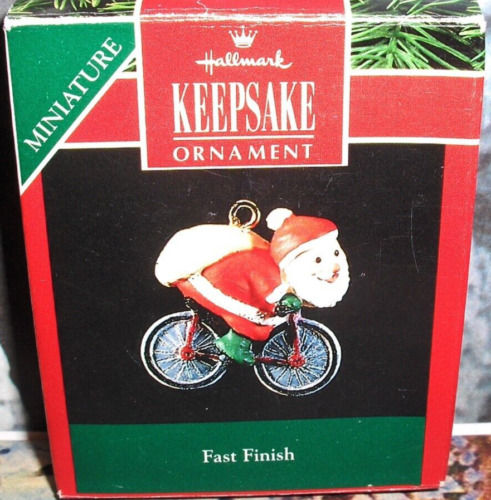 MINIATURE
Hallmark
KEEPSAKE
ORNAMENT
Fast Finish